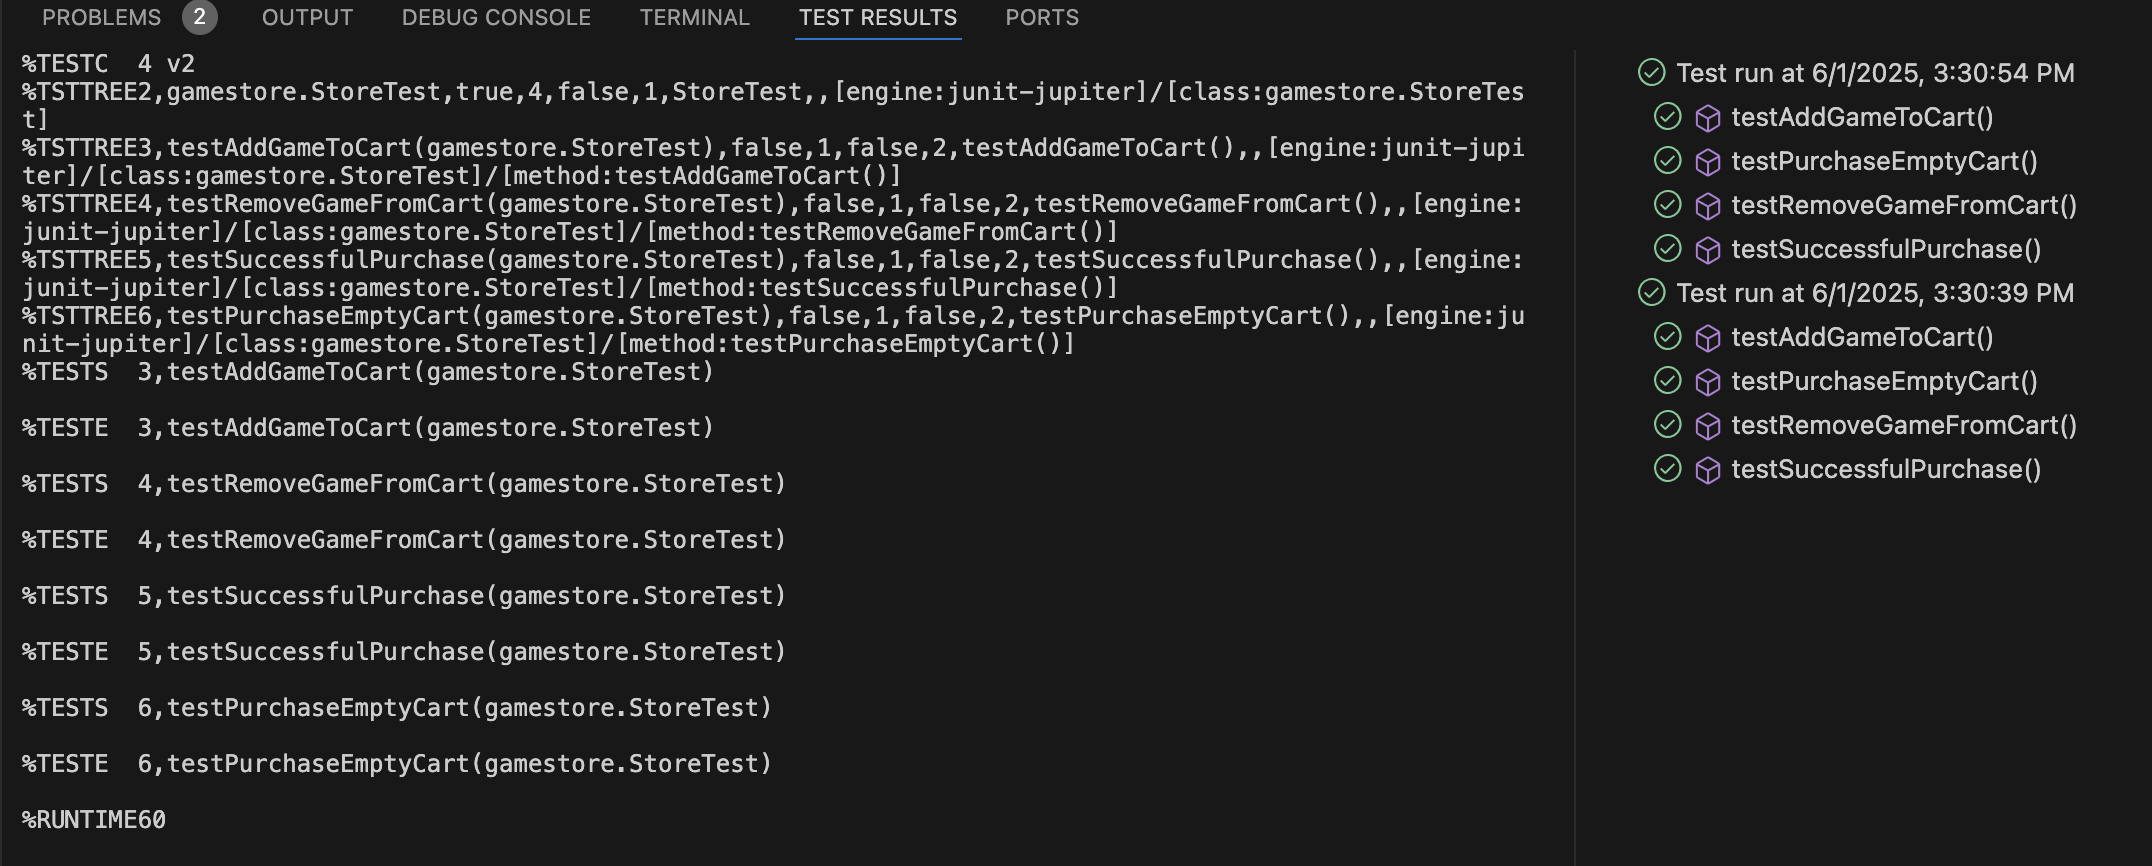 PROBLEMS 2 OUTPUT DEBUG CONSOLE TERMINAL TEST RESULTS PORTS
%TESTC  4 v2
%TSTTREE2,gamestore.StoreTest,true,4,false,1,StoreTest,,[engine:junit-jupiter]/[class:gamestore.StoreTes
t]
%TSTTREE3,testAddGameToCart(gamestore.StoreTest),false,1,false,2,testAddGameToCart(),,[engine:junit-jupi
ter]/[class:gamestore.StoreTest]/[method:testAddGameToCart()]
%TSTTREE4,testRemoveGameFromCart(gamestore.StoreTest),false,1,false,2,testRemoveGameFromCart(),,[engine:
junit-jupiter]/[class:gamestore.StoreTest]/[method:testRemoveGameFromCart()]
%TSTTREE5,testSuccessfulPurchase(gamestore.StoreTest),false,1,false,2,testSuccessfulPurchase(),,[engine:
junit-jupiter]/[class:gamestore.StoreTest]/[method:testSuccessfulPurchase()]
%TSTTREE6,testPurchaseEmptyCart(gamestore.StoreTest),false,1,false,2,testPurchaseEmptyCart(),,[engine:ju
nit-jupiter]/[class:gamestore.StoreTest]/[method:testPurchaseEmptyCart()]
%TESTS  3,testAddGameToCart(gamestore.StoreTest)
%TESTE  3,testAddGameToCart(gamestore.StoreTest)
%TESTS  4,testRemoveGameFromCart(gamestore.StoreTest)
%TESTE  4,testRemoveGameFromCart(gamestore.StoreTest)
%TESTS  5,testSuccessfulPurchase(gamestore.StoreTest)
%TESTE  5,testSuccessfulPurchase(gamestore.StoreTest)
%TESTS  6,testPurchaseEmptyCart(gamestore.StoreTest)
%TESTE  6,testPurchaseEmptyCart(gamestore.StoreTest)
%RUNTIME60
Test run at 6/1/2025, 3:30:54 PM
testAddGameToCart()
testPurchaseEmptyCart()
testRemoveGameFromCart()
testSuccessfulPurchase()
Test run at 6/1/2025, 3:30:39 PM
testAddGameToCart()
testPurchaseEmptyCart()
testRemoveGameFromCart()
testSuccessfulPurchase()